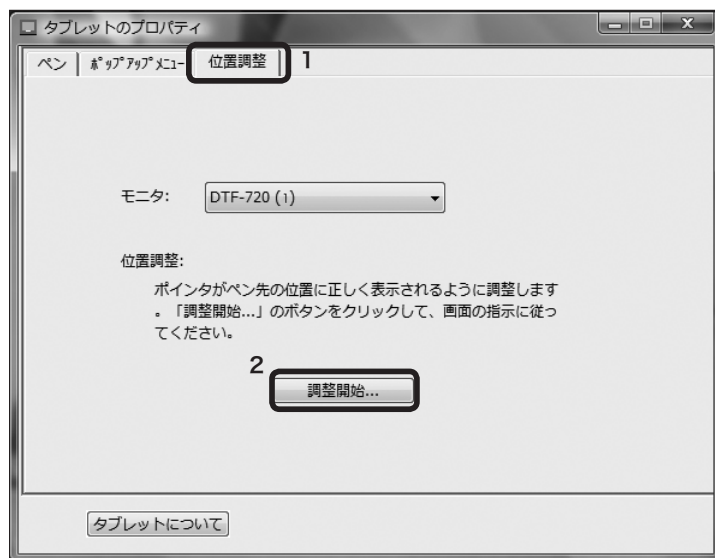 タブレットのプロパティ
ペン ﾎﾟｯﾌﾟｱｯﾌﾟﾒﾆｭｰ 位置調整 1
モニタ: DTF-720 (1)
位置調整:
ポインタがペン先の位置に正しく表示されるように調整します
。「調整開始...」のボタンをクリックして、画面の指示に従っ
てください。
2
調整開始...
タブレットについて